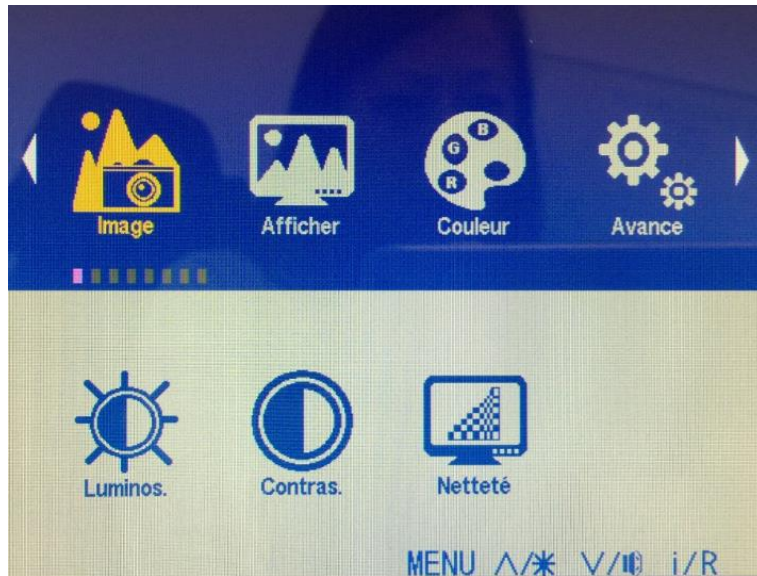 Image Afficher Couleur Avance
B
G
R
Luminos. Contras. Netteté
MENU ∧/☀ ∨/🔊 i/R